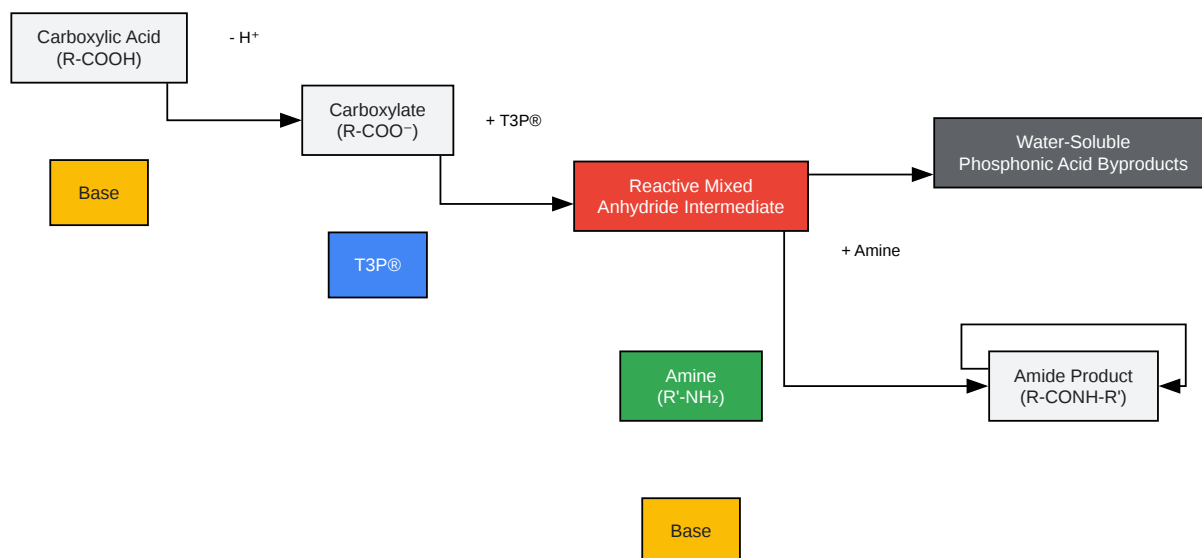 Carboxylic Acid
(R-COOH)
- H⁺
Carboxylate
(R-COO⁻)
+ T3P®
Water-Soluble
Phosphonic Acid Byproducts
Base
Reactive Mixed
Anhydride Intermediate
T3P®
+ Amine
Amine
(R'-NH₂)
Amide Product
(R-CONH-R')
Base